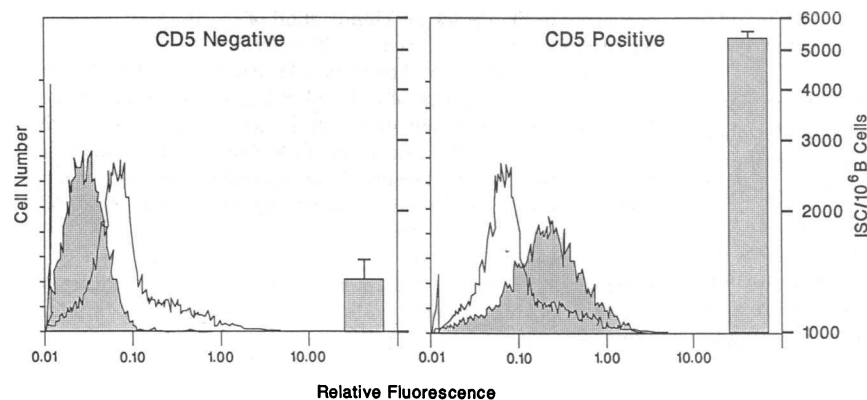 CD5 Negative
CD5 Positive
Cell Number
0.01 0.10 1.00 10.00
0.01 0.10 1.00 10.00
6000
5000
4000
3000
2000
1000
ISC/10⁶ B Cells
Relative Fluorescence